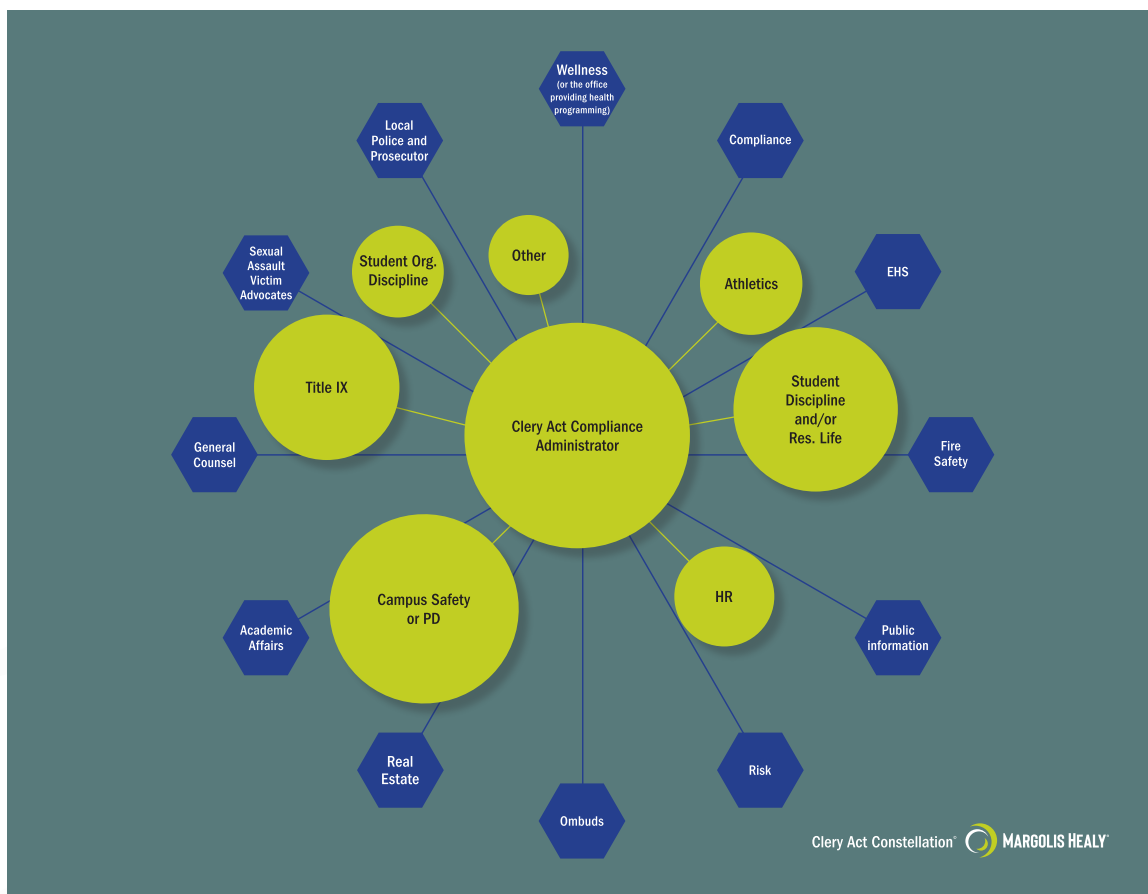 Wellness
(or the office
providing health
programming)
Local
Police and
Prosecutor
Compliance
Sexual
Assault
Victim
Advocates
Student Org.
Discipline
Other
Athletics
EHS
Title IX
Clery Act Compliance
Administrator
Student
Discipline
and/or
Res. Life
General
Counsel
Fire
Safety
Campus Safety
or PD
HR
Academic
Affairs
Public
information
Real
Estate
Risk
Ombuds
Clery Act Constellation®
MARGOLIS HEALY®